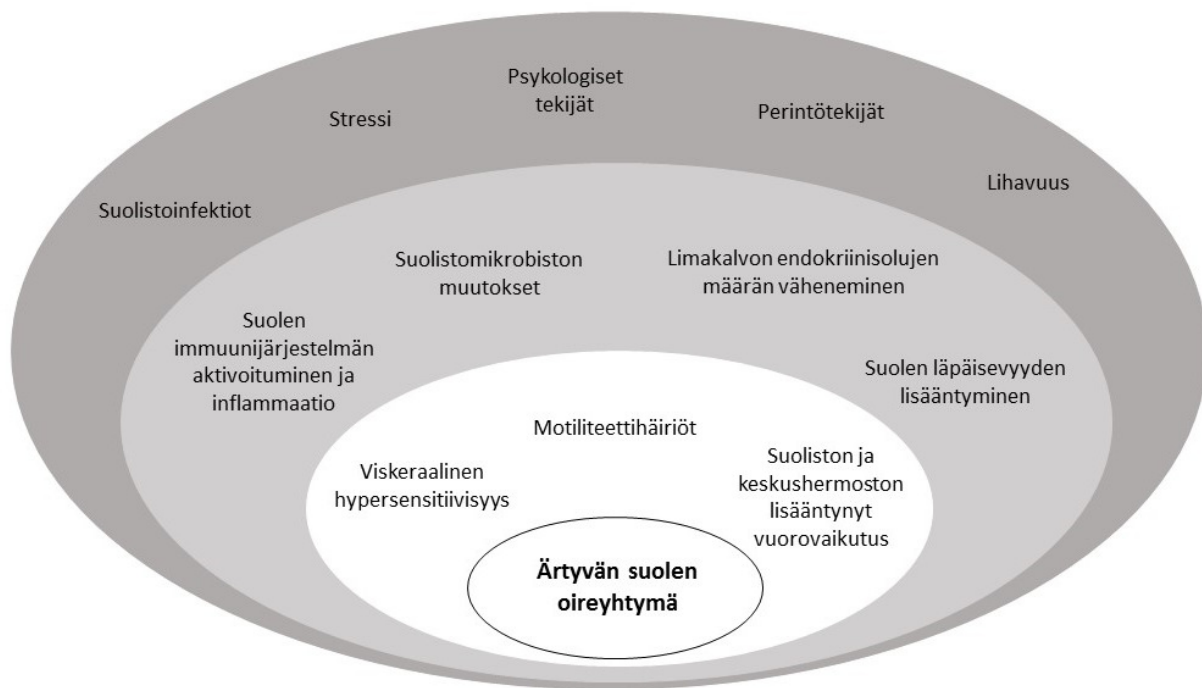 Psykologiset
tekijät
Stressi
Perintötekijät
Suolistoinfektiot
Lihavuus
Suolistomikrobiston
muutokset
Limakalvon endokriinisolujen
määrän väheneminen
Suolen
immuunijärjestelmän
aktivoituminen ja
inflammaatio
Suolen läpäisevyyden
lisääntyminen
Motiliteettihäiriöt
Viskeraalinen
hypersensitiivisyys
Suoliston ja
keskushermoston
lisääntynyt
vuorovaikutus
Ärtyvän suolen
oireyhtymä